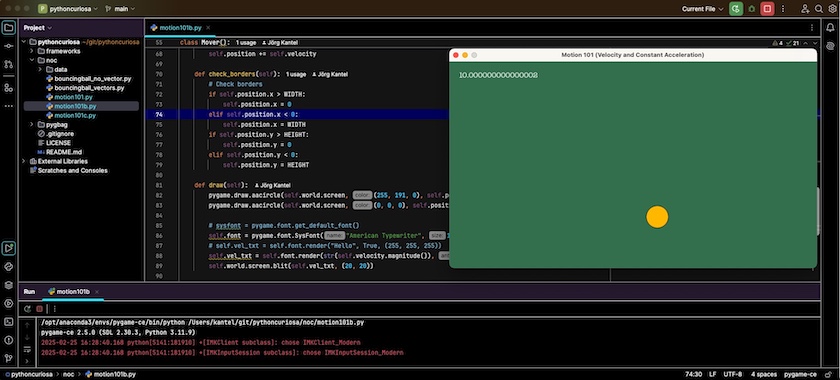 pythoncuriosa
main
Current File
Project
motion101b.py
pythoncuriosa ~/git/pythoncuriosa
frameworks
noc
data
bouncingball_no_vector.py
bouncingball_vectors.py
motion101.py
motion101b.py
motion101c.py
pygbag
.gitignore
LICENSE
README.md
External Libraries
Scratches and Consoles
4 21
55 class Mover(): 1 usage Jörg Kantel
68 self.position += self.velocity
69
70 def check_borders(self): 1 usage Jörg Kantel
71 # Check borders
72 if self.position.x > WIDTH:
73 self.position.x = 0
74 elif self.position.x < 0:
75 self.position.x = WIDTH
76 if self.position.y > HEIGHT:
77 self.position.y = 0
78 elif self.position.y < 0:
79 self.position.y = HEIGHT
80
81 def draw(self): Jörg Kantel
82 pygame.draw.aacircle(self.world.screen, color: (255, 191, 0), self.po
83 pygame.draw.aacircle(self.world.screen, color: (0, 0, 0), self.posit
85 # sysfont = pygame.font.get_default_font()
86 self.font = pygame.font.SysFont( name: "American Typewriter", size:
87 # self.vel_txt = self.font.render("Hello", True, (255, 255, 255))
88 self.vel_txt = self.font.render(str(self.velocity.magnitude()),
89 self.world.screen.blit(self.vel_txt, (20, 20))
90
Motion 101 (Velocity and Constant Acceleration)
10.000000000000002
Run motion101b
/opt/anaconda3/envs/pygame-ce/bin/python /Users/kantel/git/pythoncuriosa/noc/motion101b.py
pygame-ce 2.5.0 (SDL 2.30.3, Python 3.11.9)
2025-02-25 16:28:40.168 python[5141:181910] +[IMKClient subclass]: chose IMKClient_Modern
2025-02-25 16:28:40.168 python[5141:181910] +[IMKInputSession subclass]: chose IMKInputSession_Modern
pythoncuriosa > noc > motion101b.py
74:30 LF UTF-8 4 spaces pygame-ce